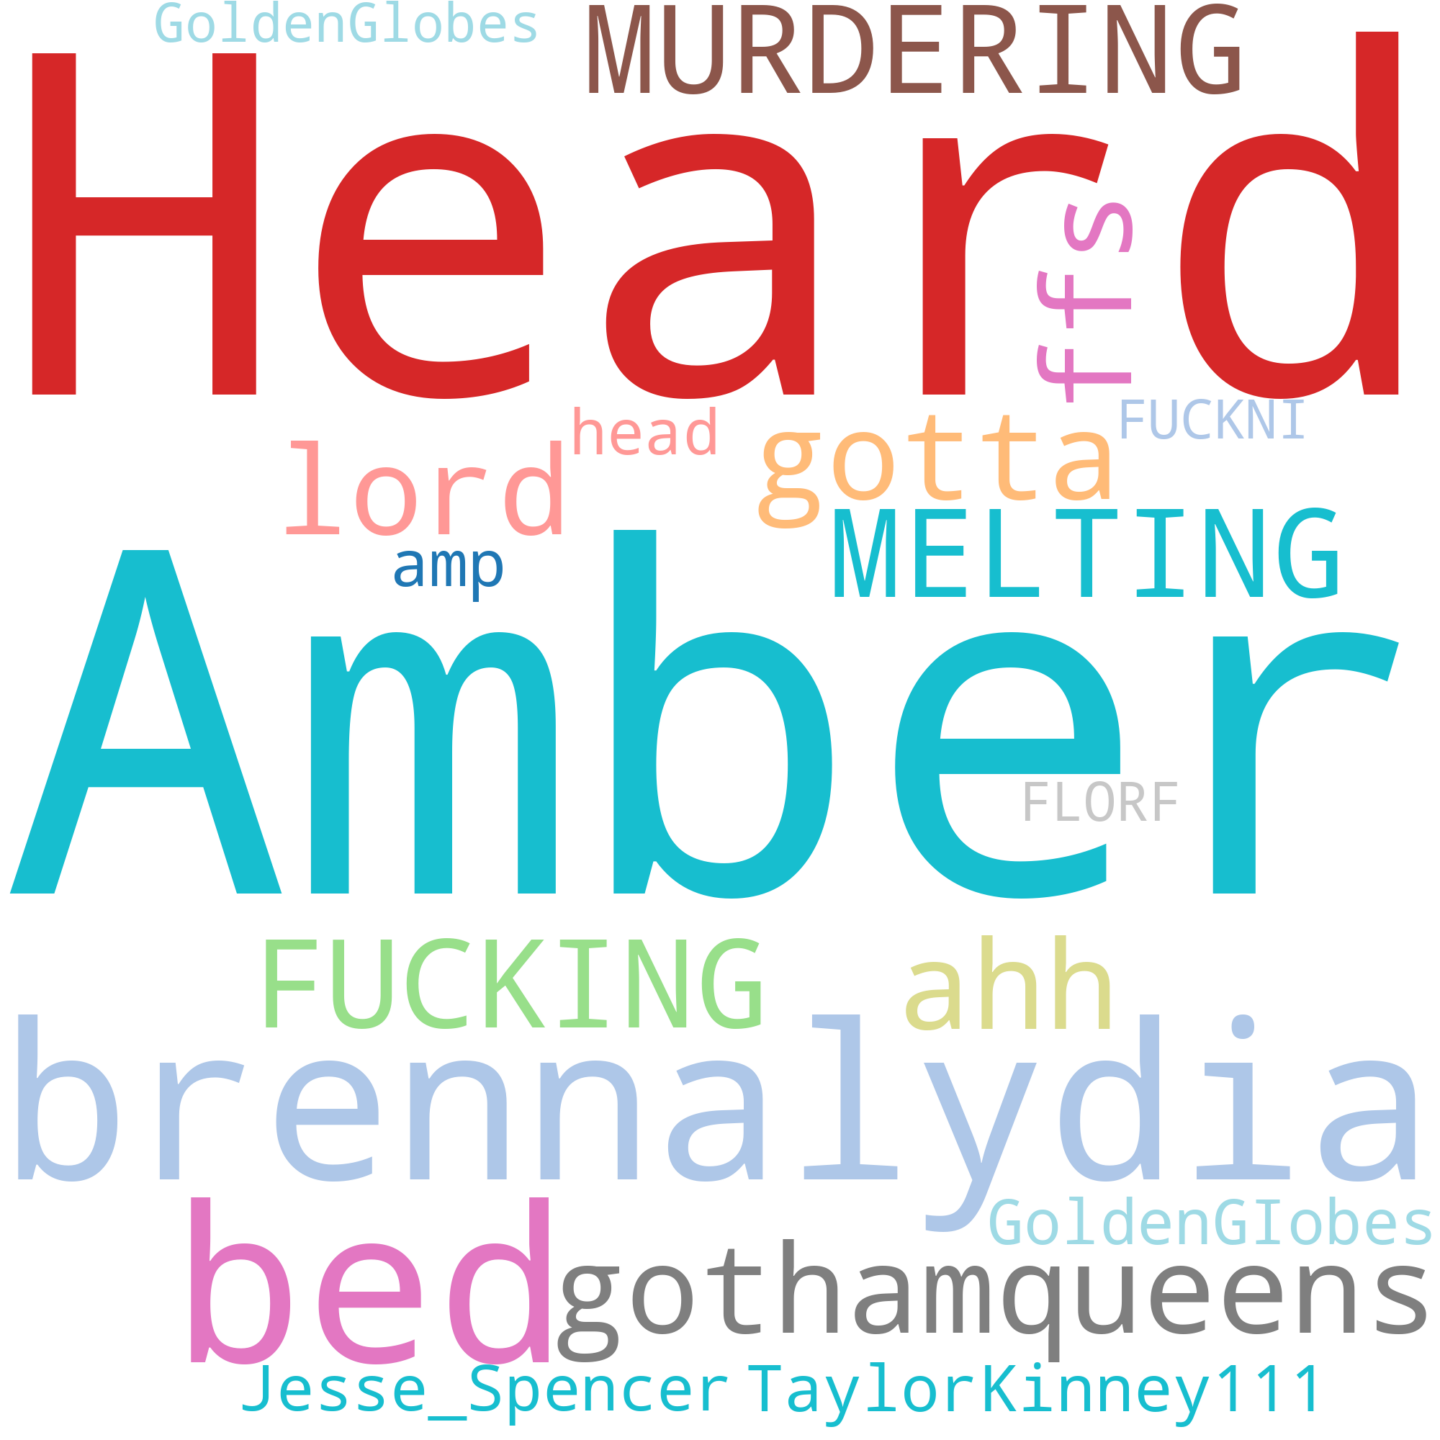 GoldenGlobes
MURDERING
Heard
ffs
FUCKNI
head
gotta
lord
MELTING
amp
Amber
FLORF
FUCKING
ahh
brennalydia
bed
GoldenGIobes
gothamqueens
Jesse_Spencer
TaylorKinney111